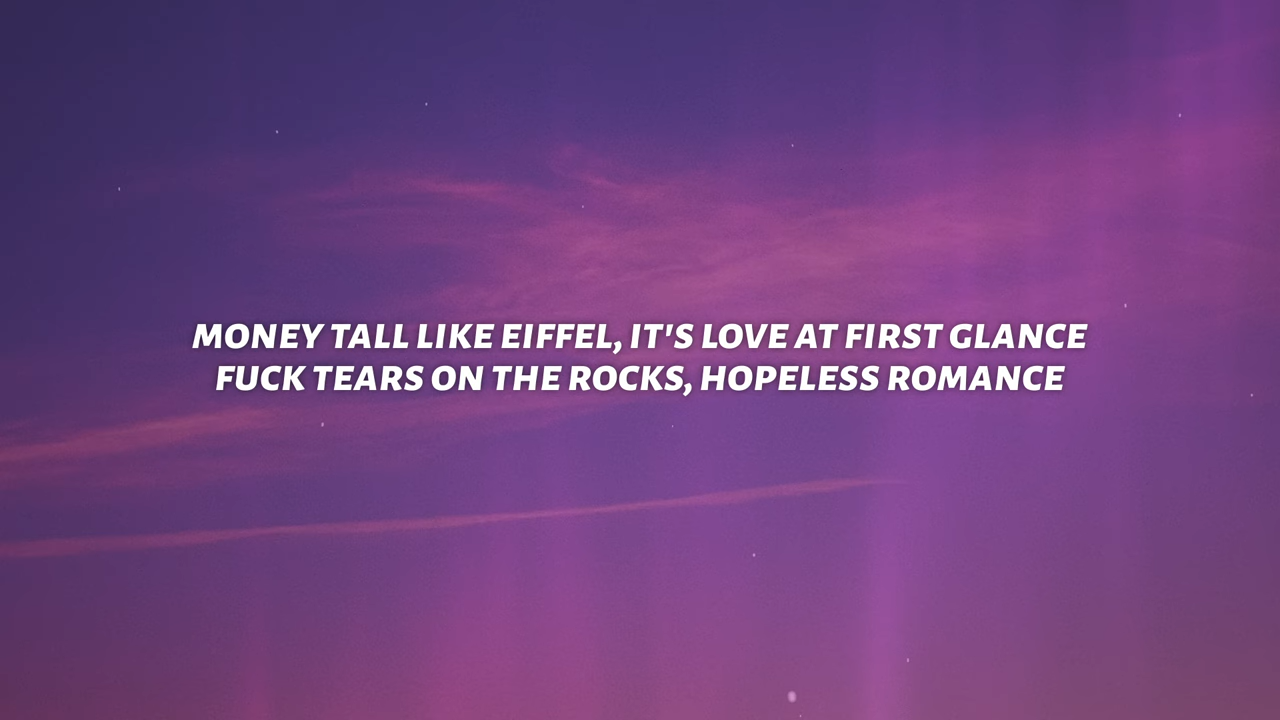 MONEY TALL LIKE EIFFEL, IT'S LOVE AT FIRST GLANCE
FUCK TEARS ON THE ROCKS, HOPELESS ROMANCE